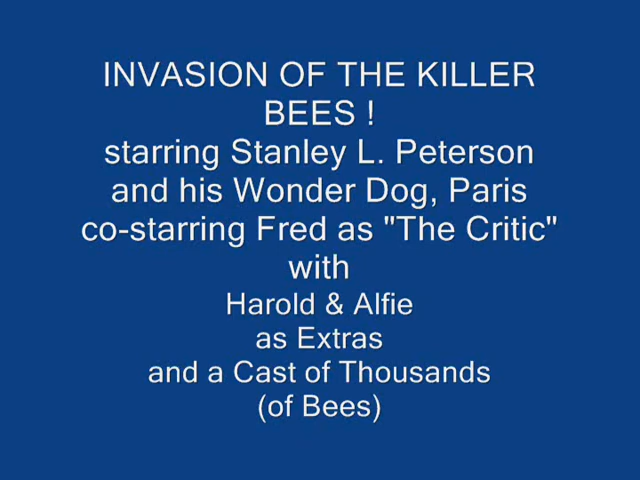 INVASION OF THE KILLER
BEES !
starring Stanley L. Peterson
and his Wonder Dog, Paris
co-starring Fred as "The Critic"
with
Harold & Alfie
as Extras
and a Cast of Thousands
(of Bees)